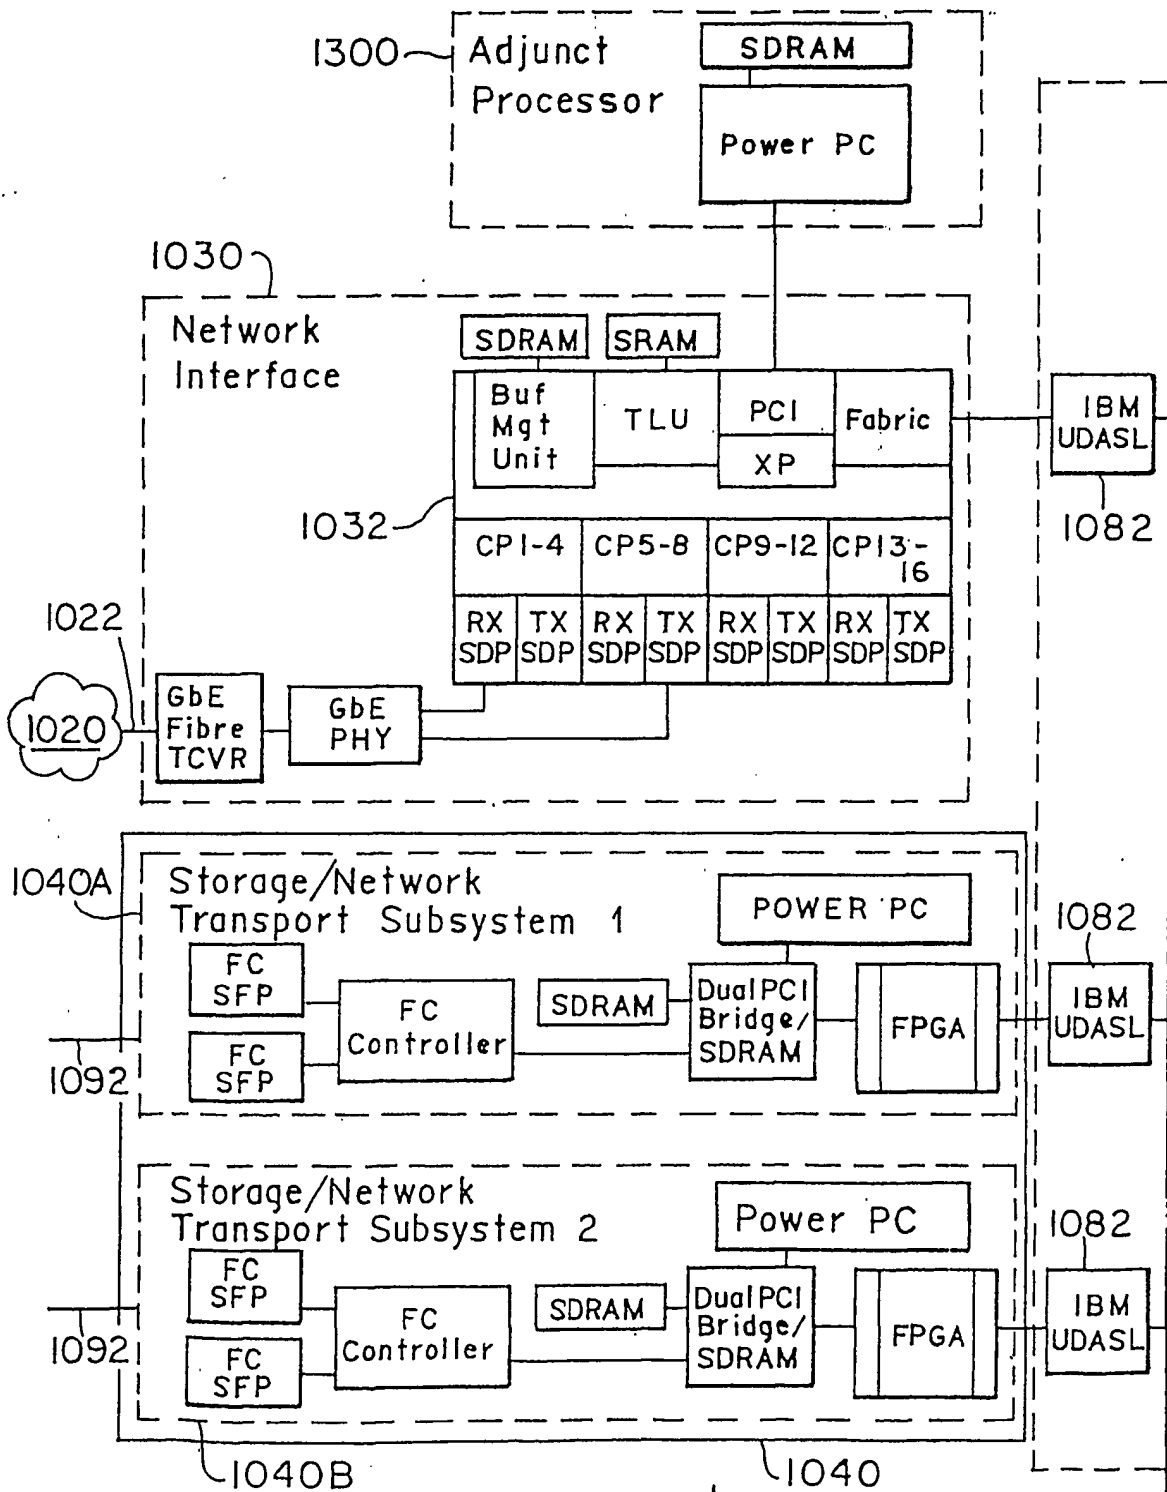 1300
Adjunct
Processor
SDRAM
Power PC
1030
Network
Interface
SDRAM
SRAM
Buf
Mgt
Unit
TLU
PCI
XP
Fabric
IBM
UDASL
1082
1032
CP1-4
CP5-8
CP9-12
CP13-
16
RX
SDP
TX
SDP
RX
SDP
TX
SDP
RX
SDP
TX
SDP
RX
SDP
TX
SDP
1022
1020
GbE
Fibre
TCVR
GbE
PHY
1040A
Storage/Network
Transport Subsystem 1
POWER PC
FC
SFP
FC
SFP
FC
Controller
SDRAM
Dual PCI
Bridge/
SDRAM
FPGA
1082
IBM
UDASL
1092
Storage/Network
Transport Subsystem 2
Power PC
FC
SFP
FC
SFP
FC
Controller
SDRAM
Dual PCI
Bridge/
SDRAM
FPGA
1082
IBM
UDASL
1092
1040B
1040